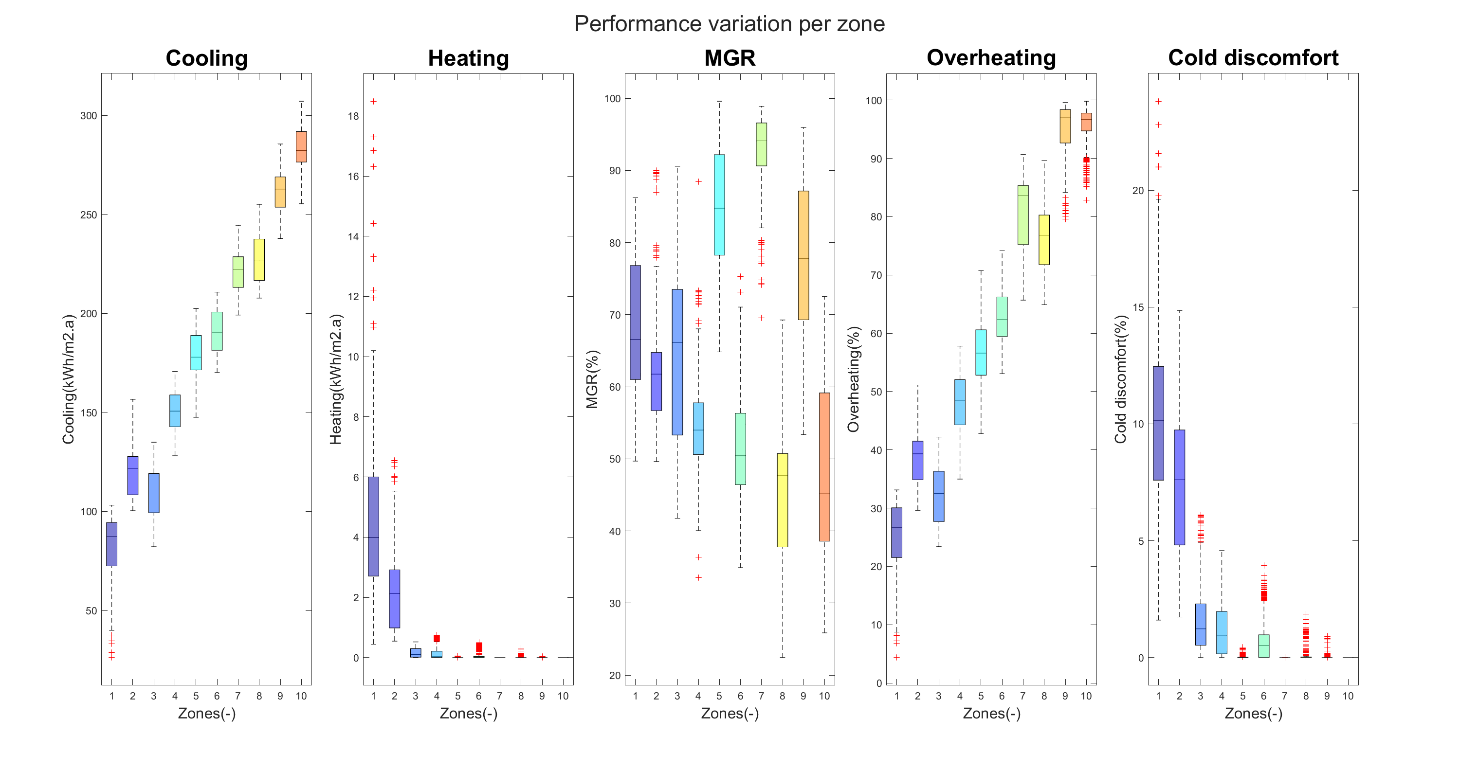 Performance variation per zone
Cooling
Heating
MGR
Overheating
Cold discomfort
Cooling(kWh/m2.a)
300
250
200
150
100
50
1 2 3 4 5 6 7 8 9 10
Zones(-)
Heating(kWh/m2.a)
18
16
14
12
10
8
6
4
2
0
1 2 3 4 5 6 7 8 9 10
Zones(-)
MGR(%)
100
90
80
70
60
50
40
30
20
1 2 3 4 5 6 7 8 9 10
Zones(-)
Overheating(%)
100
90
80
70
60
50
40
30
20
10
0
1 2 3 4 5 6 7 8 9 10
Zones(-)
Cold discomfort(%)
20
15
10
5
0
1 2 3 4 5 6 7 8 9 10
Zones(-)